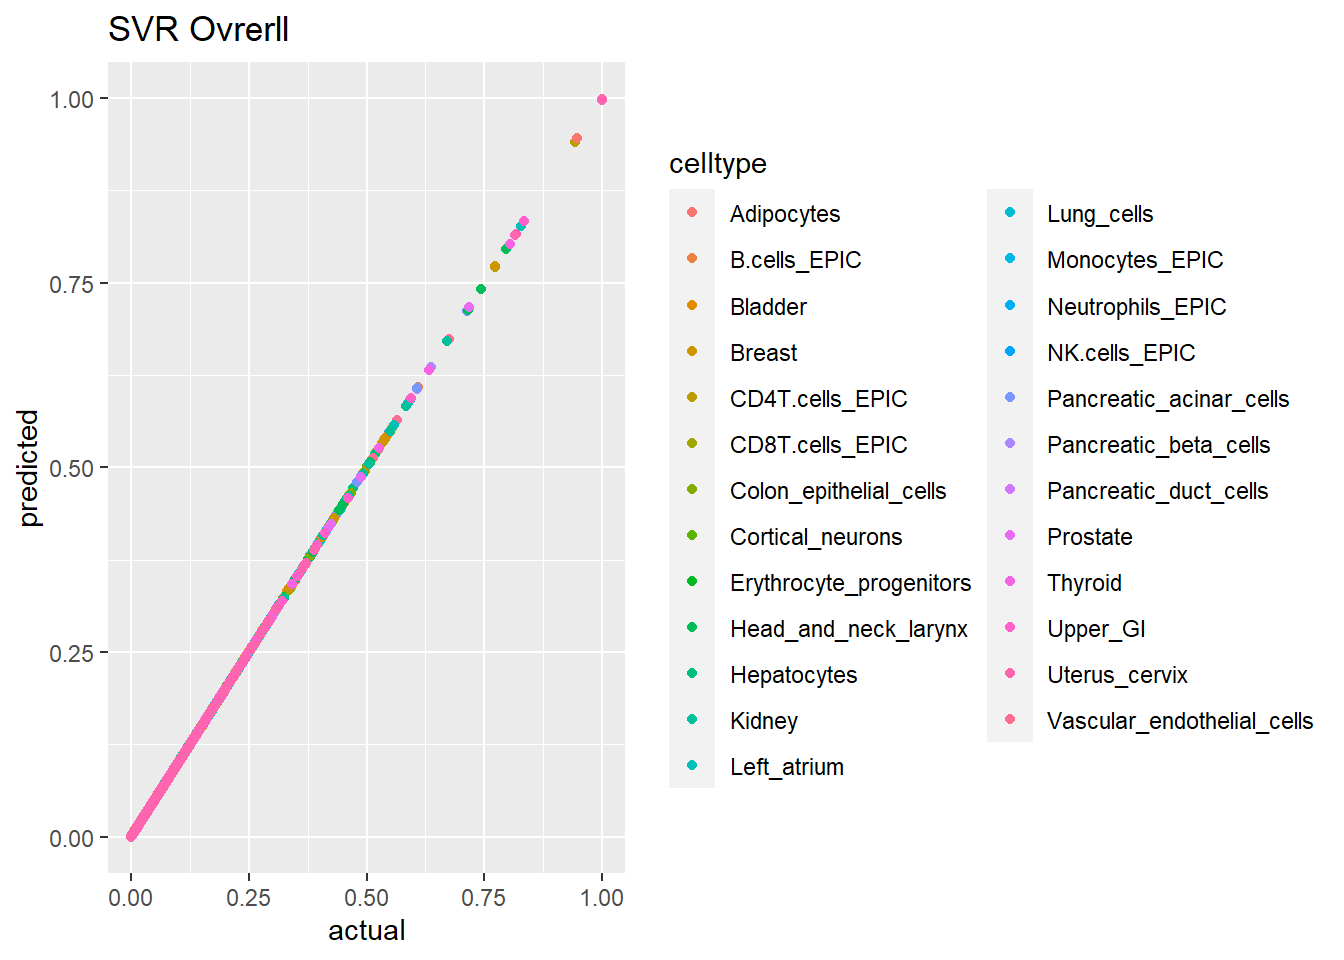 SVR Ovrerll
1.00
0.75
0.50
0.25
0.00
predicted
0.00 0.25 0.50 0.75 1.00
actual
celltype
Adipocytes
B.cells_EPIC
Bladder
Breast
CD4T.cells_EPIC
CD8T.cells_EPIC
Colon_epithelial_cells
Cortical_neurons
Erythrocyte_progenitors
Head_and_neck_larynx
Hepatocytes
Kidney
Left_atrium
Lung_cells
Monocytes_EPIC
Neutrophils_EPIC
NK.cells_EPIC
Pancreatic_acinar_cells
Pancreatic_beta_cells
Pancreatic_duct_cells
Prostate
Thyroid
Upper_GI
Uterus_cervix
Vascular_endothelial_cells